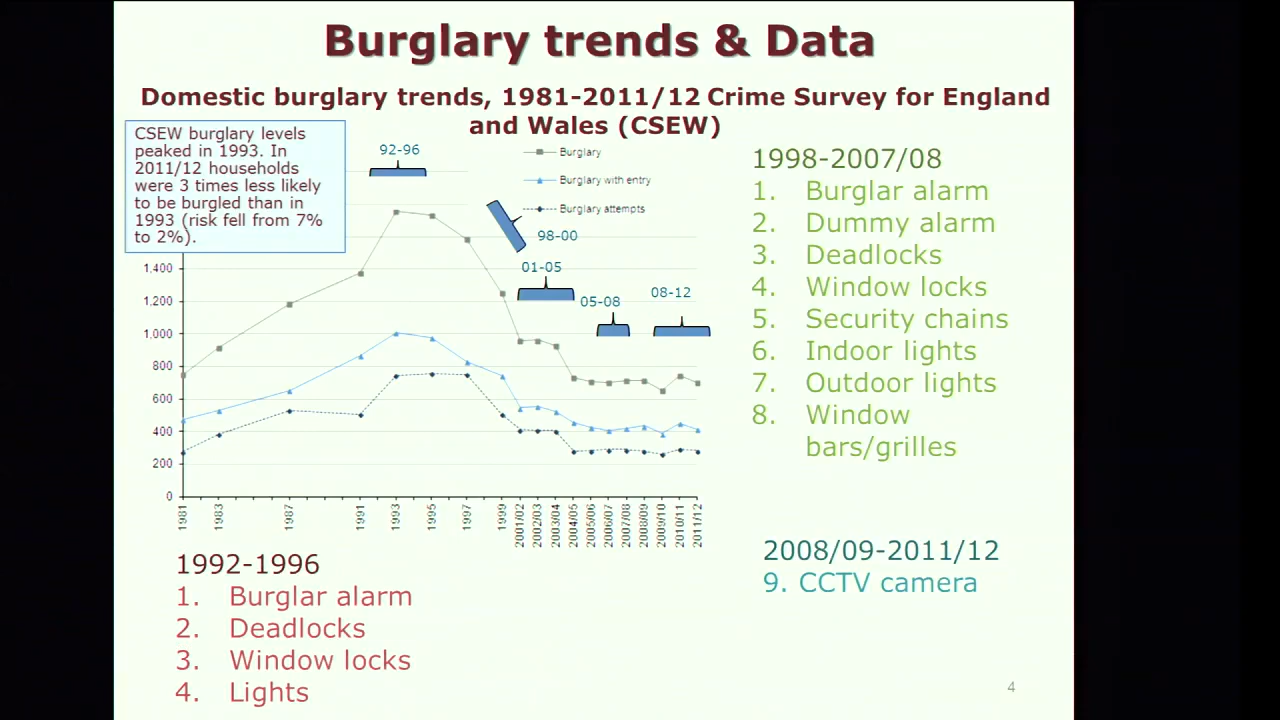 Burglary trends & Data
Domestic burglary trends, 1981-2011/12 Crime Survey for England
and Wales (CSEW)
CSEW burglary levels
peaked in 1993. In
2011/12 households
were 3 times less likely
to be burgled than in
1993 (risk fell from 7%
to 2%).
92-96
Burglary
Burglary with entry
Burglary attempts
98-00
01-05
05-08
08-12
1,400
1,200
1,000
800
600
400
200
0
1981
1983
1987
1991
1993
1995
1997
1999
2001/02
2002/03
2003/04
2004/05
2005/06
2006/07
2007/08
2008/09
2009/10
2010/11
2011/12
1998-2007/08
1. Burglar alarm
2. Dummy alarm
3. Deadlocks
4. Window locks
5. Security chains
6. Indoor lights
7. Outdoor lights
8. Window
bars/grilles
2008/09-2011/12
9. CCTV camera
1992-1996
1. Burglar alarm
2. Deadlocks
3. Window locks
4. Lights
4